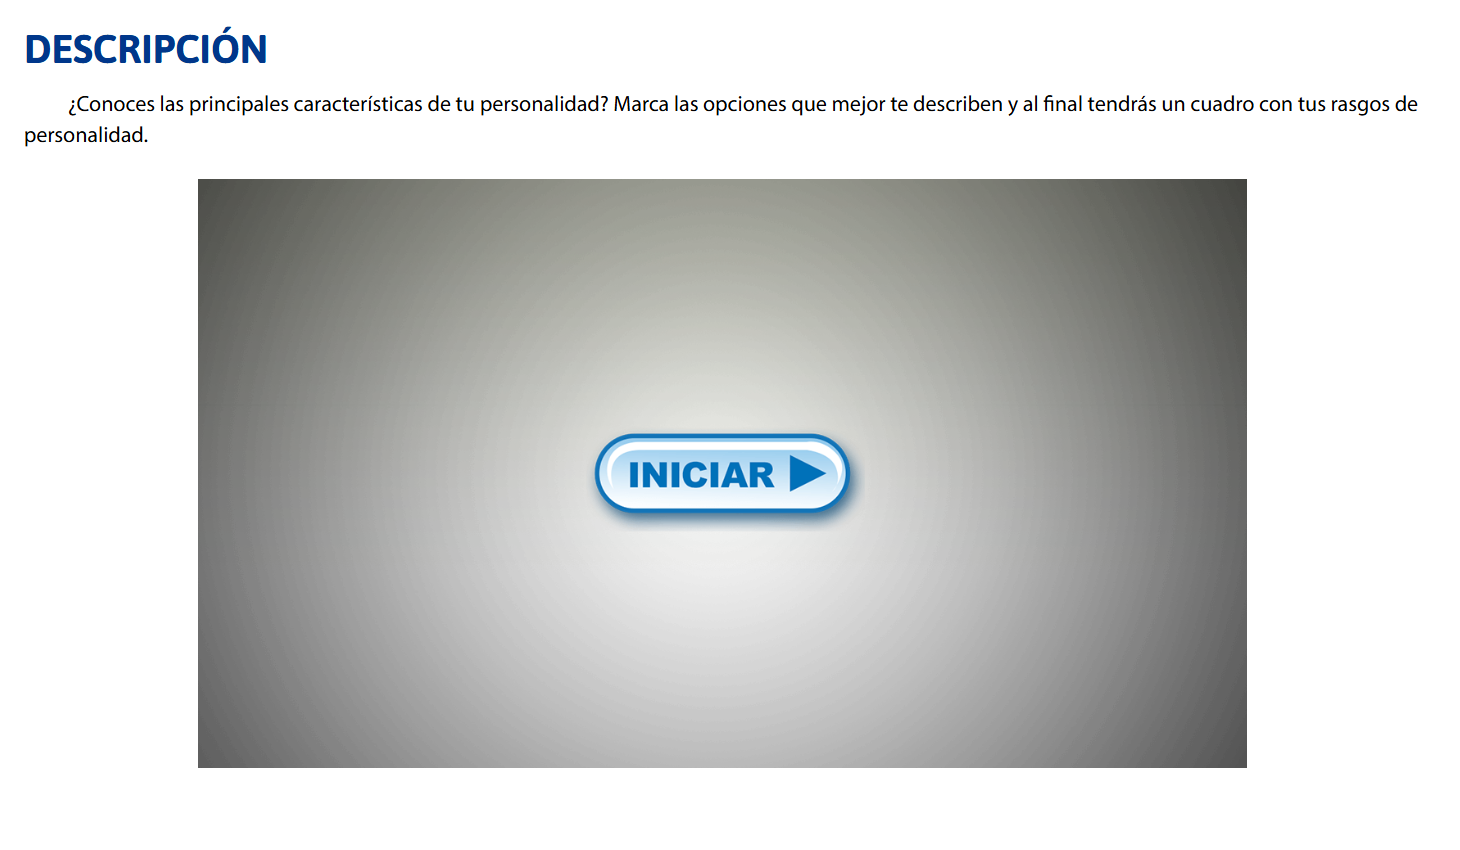 DESCRIPCIÓN
¿Conoces las principales características de tu personalidad? Marca las opciones que mejor te describen y al final tendrás un cuadro con tus rasgos de
personalidad.
INICIAR